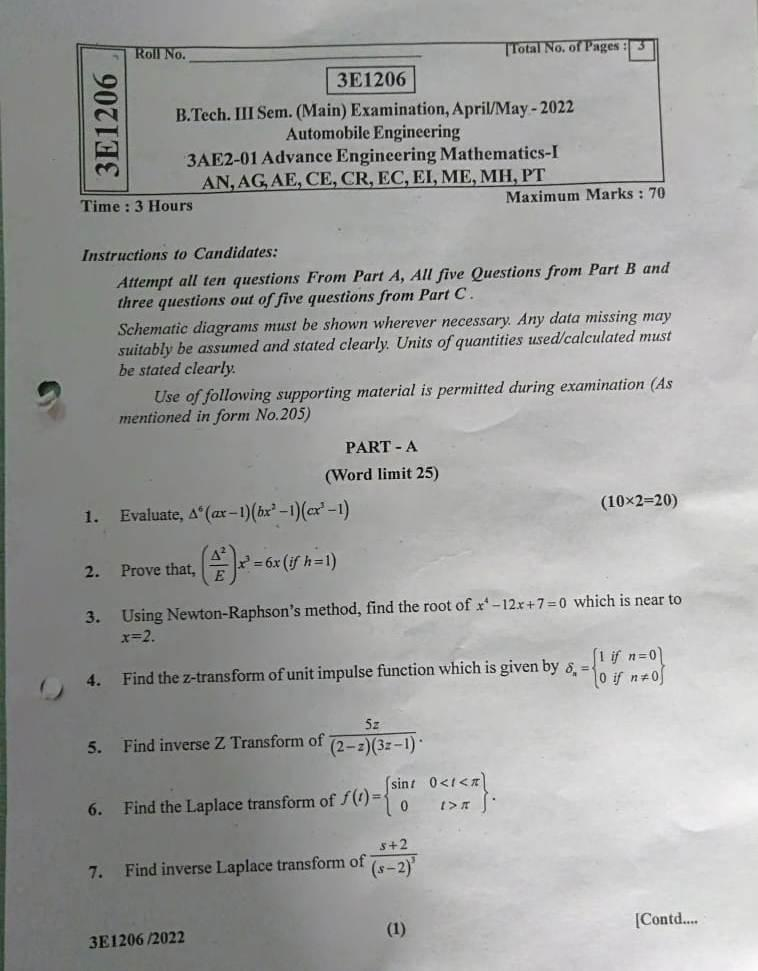 3E1206
Roll No.
[Total No. of Pages : 3
3E1206
B.Tech. III Sem. (Main) Examination, April/May - 2022
Automobile Engineering
3AE2-01 Advance Engineering Mathematics-I
AN, AG, AE, CE, CR, EC, EI, ME, MH, PT
Time : 3 Hours
Maximum Marks : 70
Instructions to Candidates:
Attempt all ten questions From Part A, All five Questions from Part B and
three questions out of five questions from Part C .
Schematic diagrams must be shown wherever necessary. Any data missing may
suitably be assumed and stated clearly. Units of quantities used/calculated must
be stated clearly.
Use of following supporting material is permitted during examination (As
mentioned in form No.205)
PART - A
(Word limit 25)
(10×2=20)
1. Evaluate, Δ⁶(ax−1)(bx²−1)(cx³−1)
2. Prove that, (Δ²/E)x³ = 6x (if h=1)
3. Using Newton-Raphson's method, find the root of x⁴−12x+7=0 which is near to
x=2.
4. Find the z-transform of unit impulse function which is given by δₙ = {1 if n=0
0 if n≠0}
5. Find inverse Z Transform of 5z/((2−z)(3z−1)) .
6. Find the Laplace transform of f(t) = {sin t 0<t<π
0 t>π} .
7. Find inverse Laplace transform of (s+2)/(s−2)³
[Contd....
(1)
3E1206 /2022